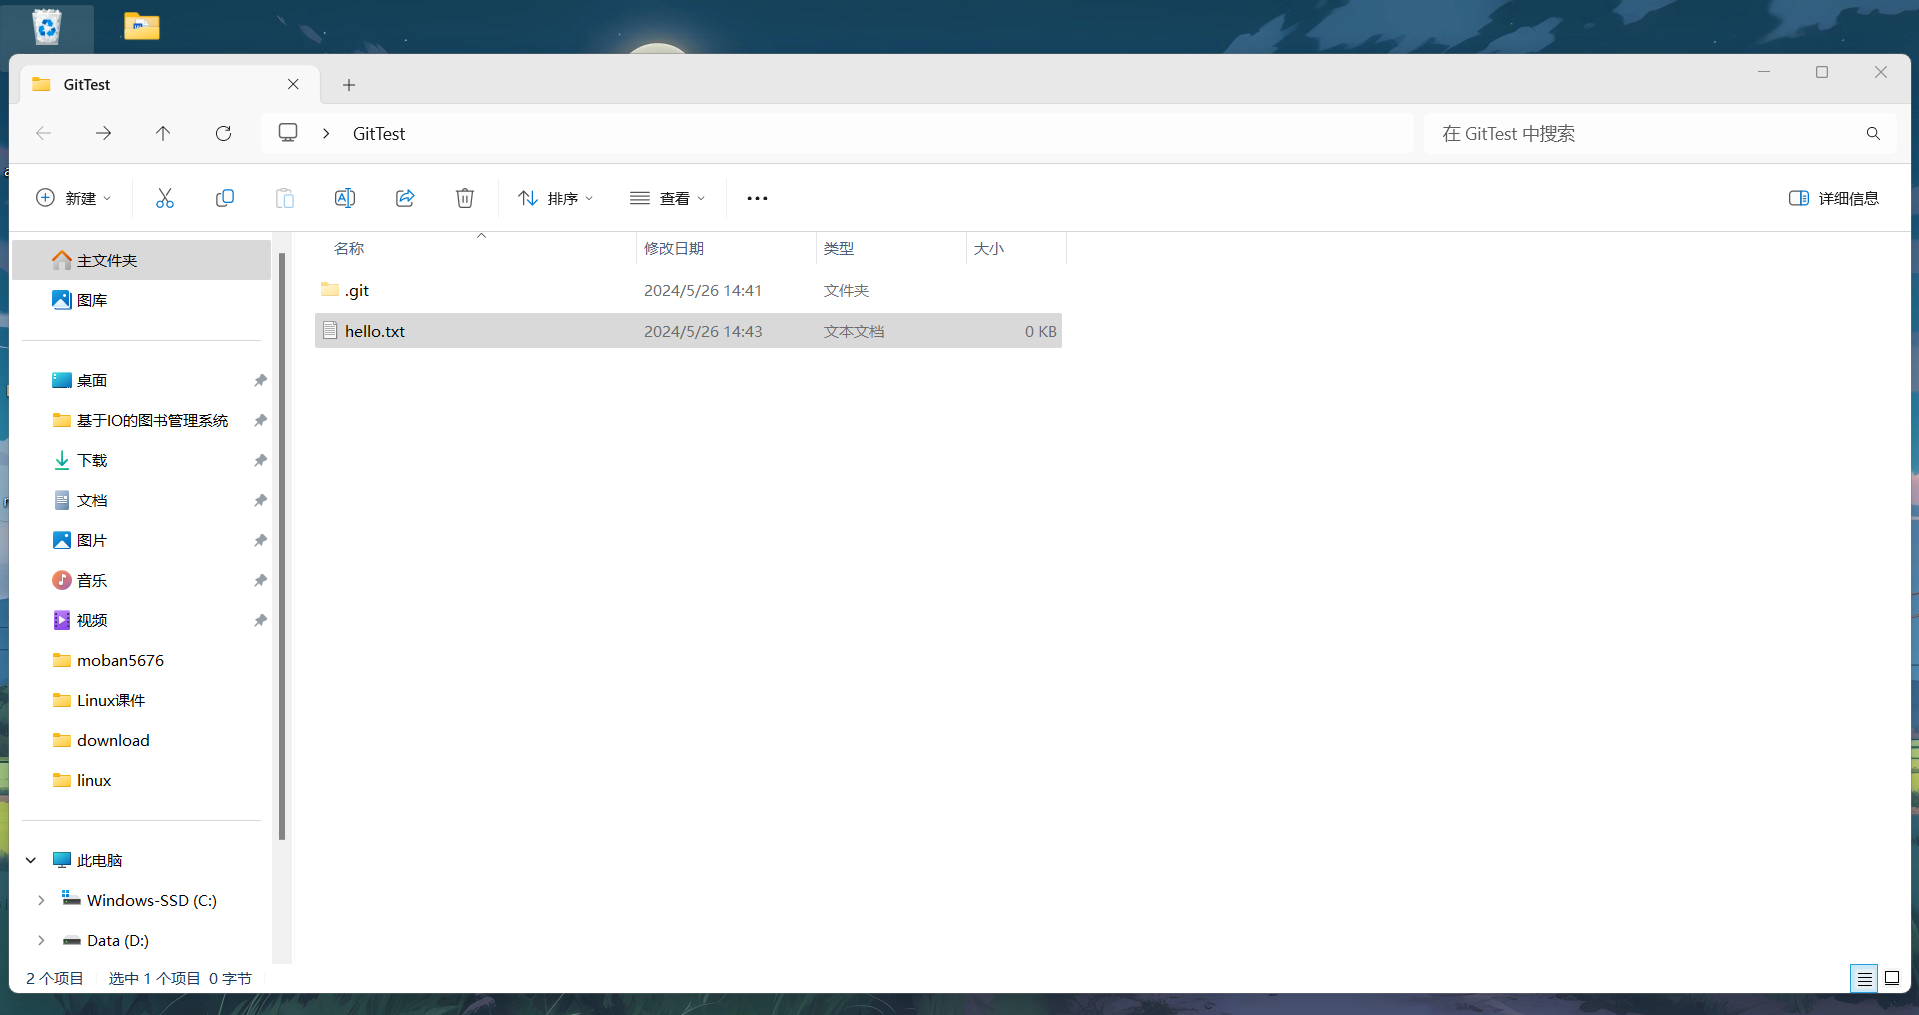 GitTest
GitTest
在 GitTest 中搜索
新建
排序
查看
详细信息
名称 修改日期 类型 大小
.git 2024/5/26 14:41 文件夹
hello.txt 2024/5/26 14:43 文本文档 0 KB
主文件夹
图库
桌面
基于IO的图书管理系统
下载
文档
图片
音乐
视频
moban5676
Linux课件
download
linux
此电脑
Windows-SSD (C:)
Data (D:)
2 个项目 选中 1 个项目 0 字节